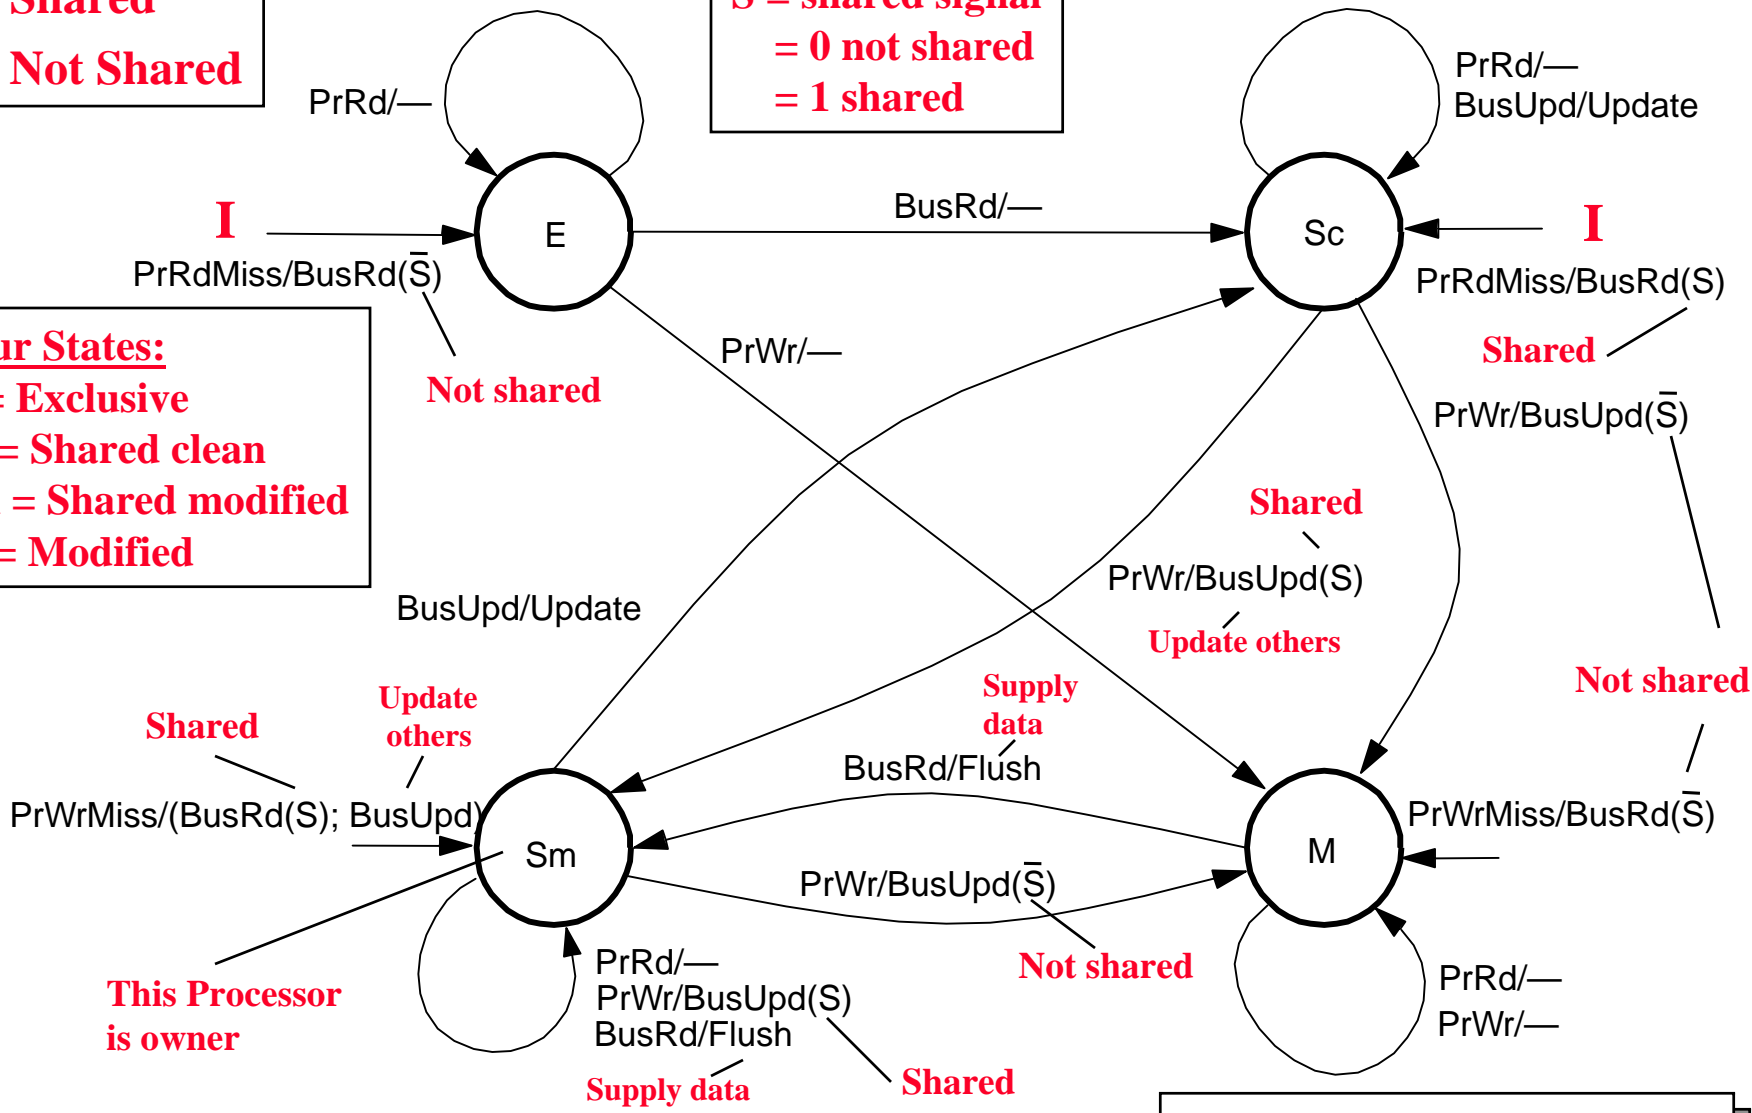 Shared
Not Shared
S = shared signal
= 0 not shared
= 1 shared
PrRd/—
PrRd/—
BusUpd/Update
E
Sc
BusRd/—
I
I
PrRdMiss/BusRd(S̅)
PrRdMiss/BusRd(S)
Not shared
Shared
PrWr/—
PrWr/BusUpd(S̅)
ur States:
= Exclusive
= Shared clean
= Shared modified
= Modified
Shared
PrWr/BusUpd(S)
Update others
BusUpd/Update
Not shared
Supply
data
BusRd/Flush
Shared
Update
others
PrWrMiss/(BusRd(S); BusUpd)
PrWrMiss/BusRd(S̅)
Sm
M
PrWr/BusUpd(S̅)
Not shared
This Processor
is owner
PrRd/—
PrWr/BusUpd(S)
BusRd/Flush
Supply data
Shared
PrRd/—
PrWr/—